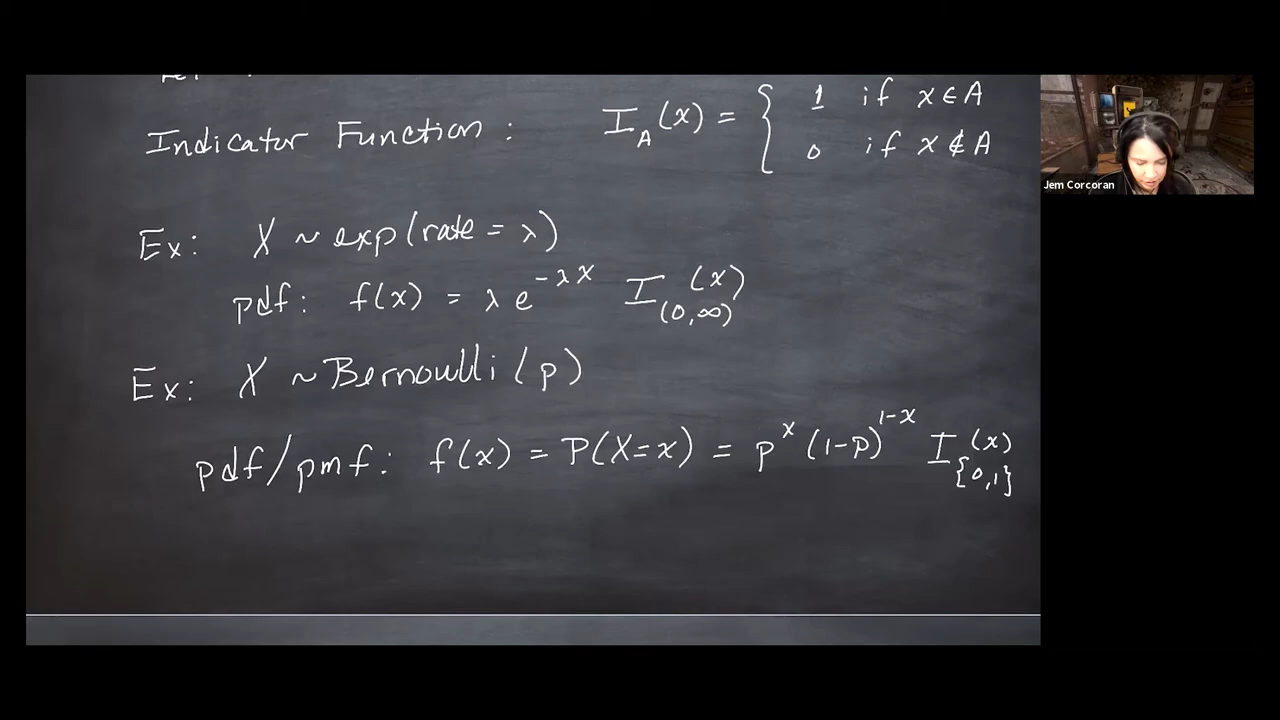 Indicator Function : I_A(x) = { 1 if x ∈ A
0 if x ∉ A
Jem Corcoran
Ex: X ~ exp(rate = λ)
pdf: f(x) = λ e^{-λx} I_{(0,∞)}(x)
Ex: X ~ Bernoulli (p)
pdf/pmf: f(x) = P(X=x) = p^x (1-p)^{1-x} I_{{0,1}}(x)